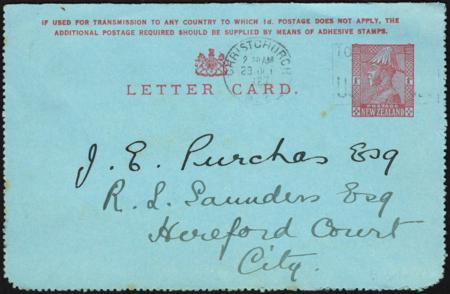 IF USED FOR TRANSMISSION TO ANY COUNTRY TO WHICH 1d. POSTAGE DOES NOT APPLY, THE
ADDITIONAL POSTAGE REQUIRED SHOULD BE SUPPLIED BY MEANS OF ADHESIVE STAMPS.
CHRISTCHURCH
LETTER CARD.
POSTAGE
NEW ZEALAND
J. E. Purchas Esq
R. L. Saunders Esq
Hereford Court
City.